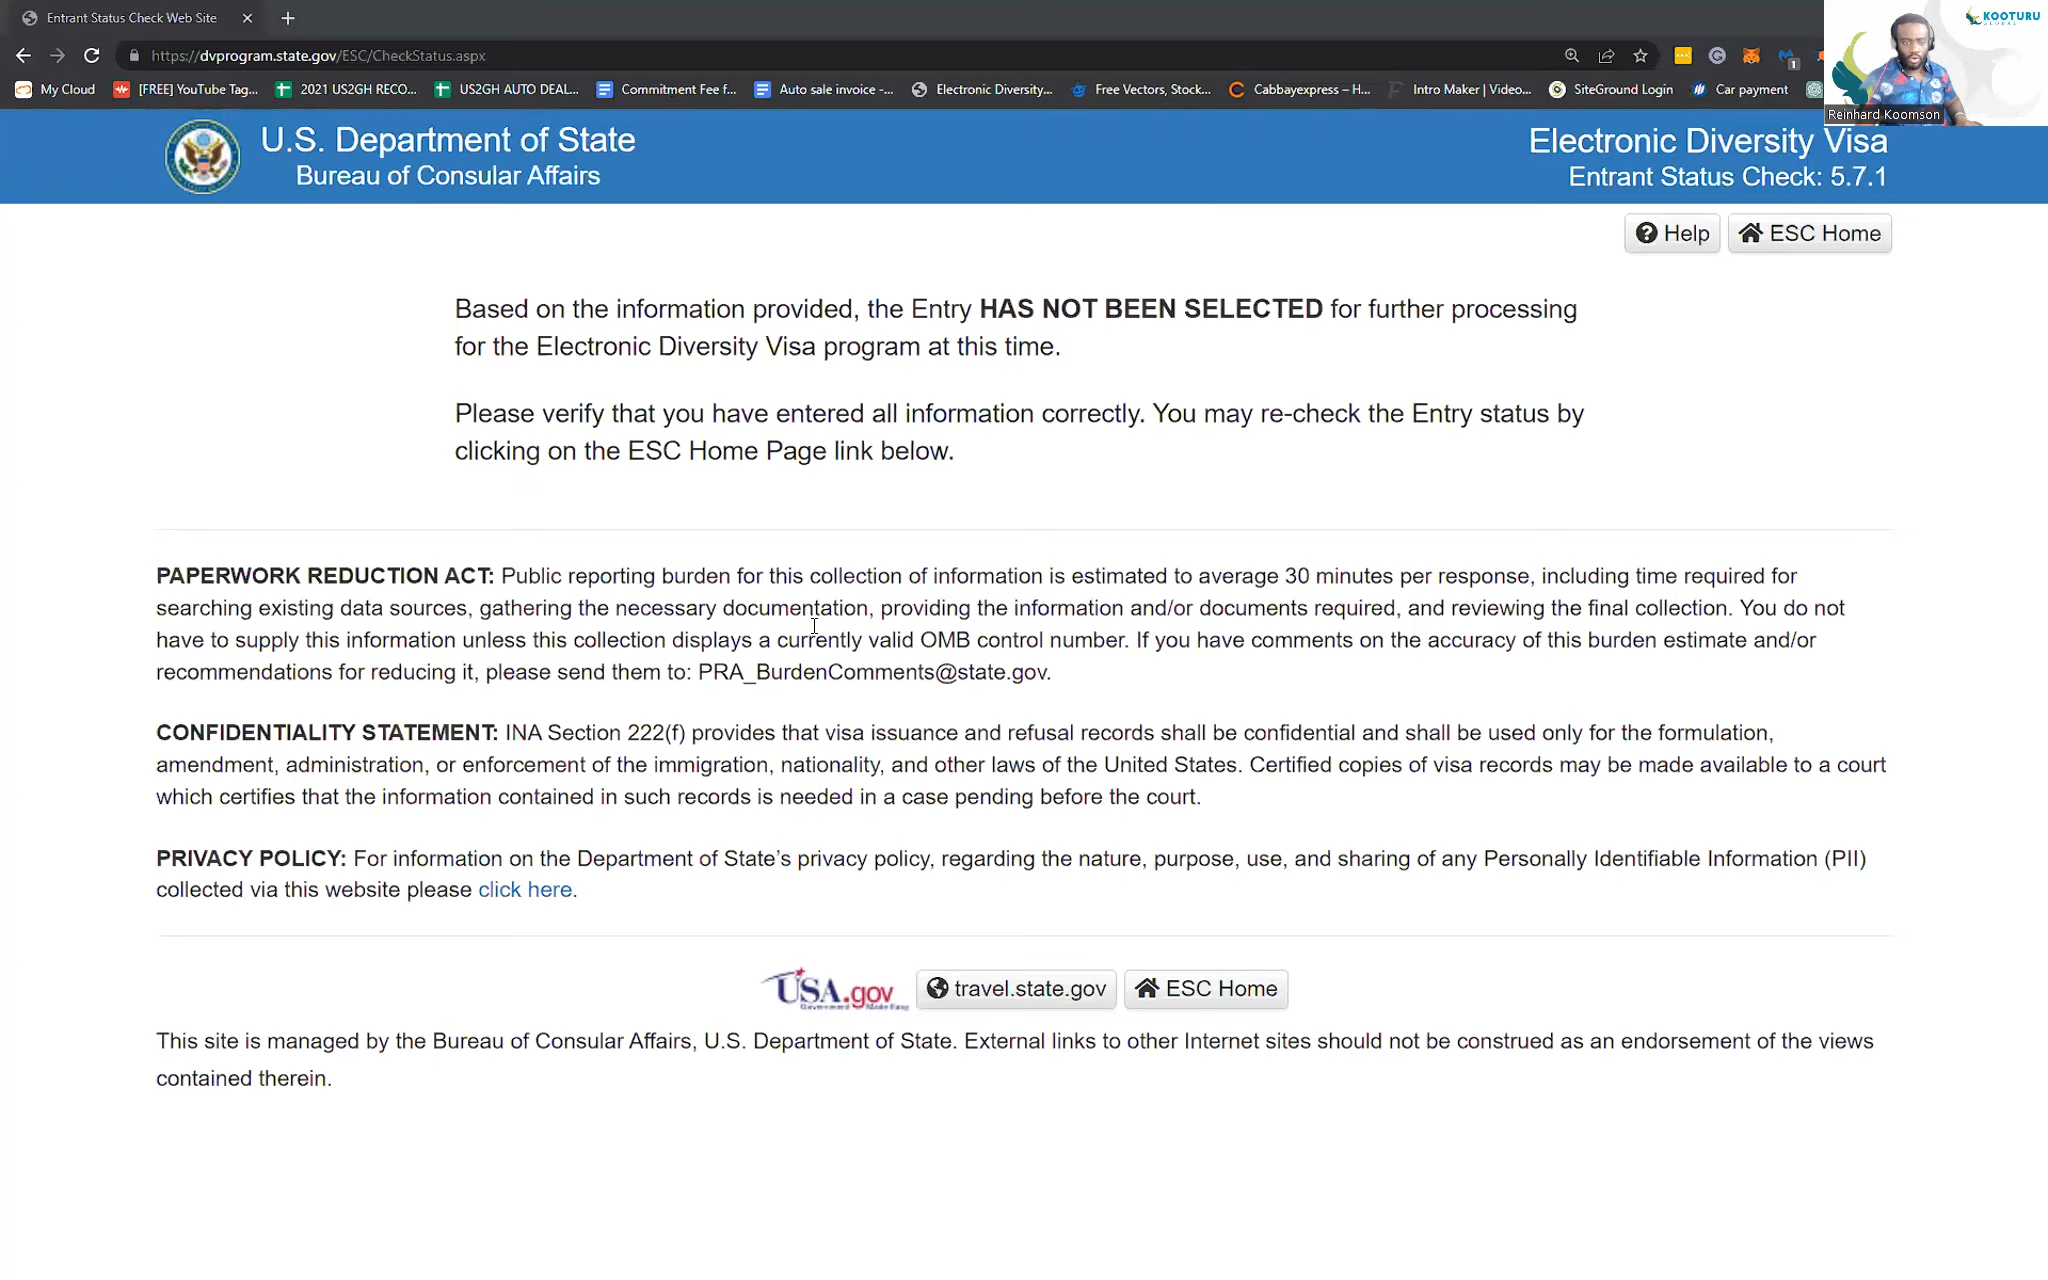 Entrant Status Check Web Site
https://dvprogram.state.gov/ESC/CheckStatus.aspx
My Cloud
[FREE] YouTube Tag...
2021 US2GH RECO...
US2GH AUTO DEAL...
Commitment Fee f...
Auto sale invoice -...
Electronic Diversity...
Free Vectors, Stock...
Cabbayexpress – H...
Intro Maker | Video...
SiteGround Login
Car payment
1
KOOTURU
GLOBAL
Reinhard Koomson
U.S. Department of State
Bureau of Consular Affairs
Electronic Diversity Visa
Entrant Status Check: 5.7.1
Help
ESC Home
Based on the information provided, the Entry HAS NOT BEEN SELECTED for further processing
for the Electronic Diversity Visa program at this time.
Please verify that you have entered all information correctly. You may re-check the Entry status by
clicking on the ESC Home Page link below.
PAPERWORK REDUCTION ACT: Public reporting burden for this collection of information is estimated to average 30 minutes per response, including time required for
searching existing data sources, gathering the necessary documentation, providing the information and/or documents required, and reviewing the final collection. You do not
have to supply this information unless this collection displays a currently valid OMB control number. If you have comments on the accuracy of this burden estimate and/or
recommendations for reducing it, please send them to: PRA_BurdenComments@state.gov.
CONFIDENTIALITY STATEMENT: INA Section 222(f) provides that visa issuance and refusal records shall be confidential and shall be used only for the formulation,
amendment, administration, or enforcement of the immigration, nationality, and other laws of the United States. Certified copies of visa records may be made available to a court
which certifies that the information contained in such records is needed in a case pending before the court.
PRIVACY POLICY: For information on the Department of State's privacy policy, regarding the nature, purpose, use, and sharing of any Personally Identifiable Information (PII)
collected via this website please click here.
USA.gov
Government Made Easy
travel.state.gov
ESC Home
This site is managed by the Bureau of Consular Affairs, U.S. Department of State. External links to other Internet sites should not be construed as an endorsement of the views
contained therein.